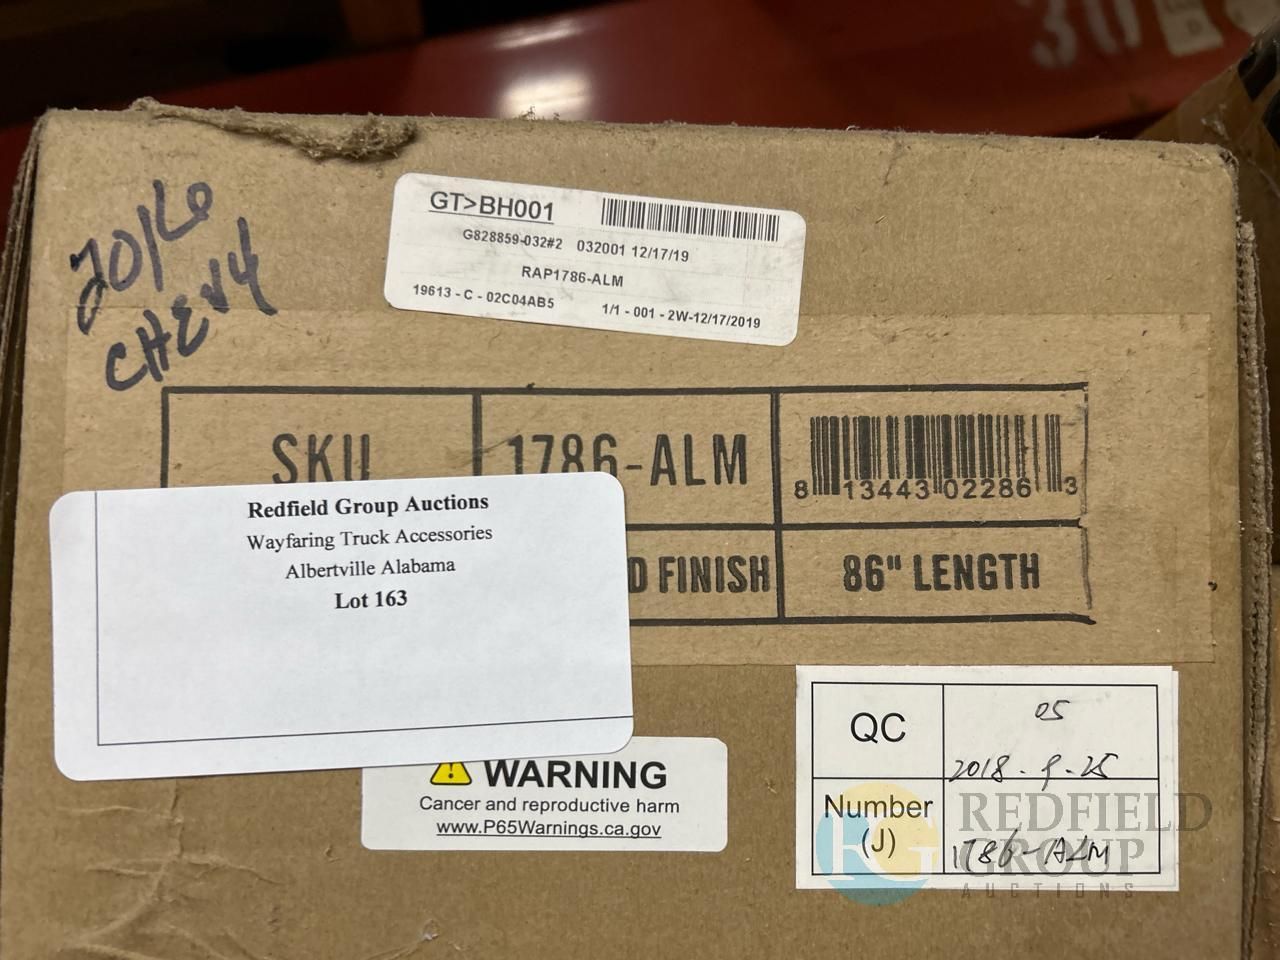 30
D
2016
CHEVY
GT>BH001
G828859-032#2 032001 12/17/19
RAP1786-ALM
19613 - C - 02C04AB5 1/1 - 001 - 2W-12/17/2019
SKU 1786-ALM
8 13443 02286 3
D FINISH 86" LENGTH
Redfield Group Auctions
Wayfaring Truck Accessories
Albertville Alabama
Lot 163
WARNING
Cancer and reproductive harm
www.P65Warnings.ca.gov
QC 05
2018.9.25
Number
(J) 1786-ALM
RG REDFIELD
GROUP
AUCTIONS